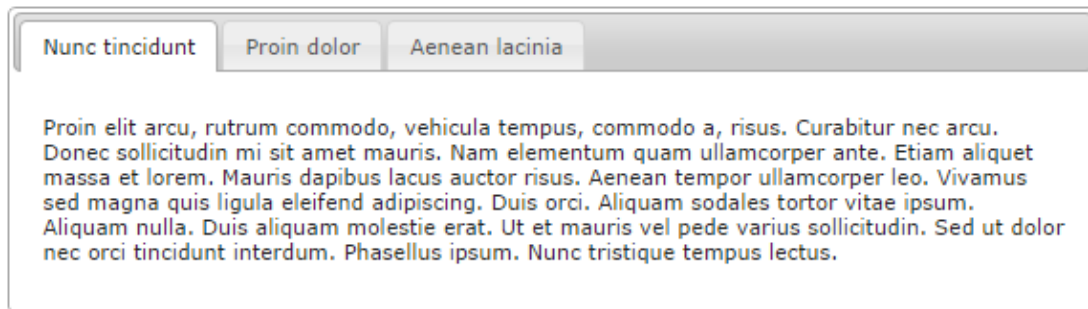 Nunc tincidunt Proin dolor Aenean lacinia
Proin elit arcu, rutrum commodo, vehicula tempus, commodo a, risus. Curabitur nec arcu.
Donec sollicitudin mi sit amet mauris. Nam elementum quam ullamcorper ante. Etiam aliquet
massa et lorem. Mauris dapibus lacus auctor risus. Aenean tempor ullamcorper leo. Vivamus
sed magna quis ligula eleifend adipiscing. Duis orci. Aliquam sodales tortor vitae ipsum.
Aliquam nulla. Duis aliquam molestie erat. Ut et mauris vel pede varius sollicitudin. Sed ut dolor
nec orci tincidunt interdum. Phasellus ipsum. Nunc tristique tempus lectus.